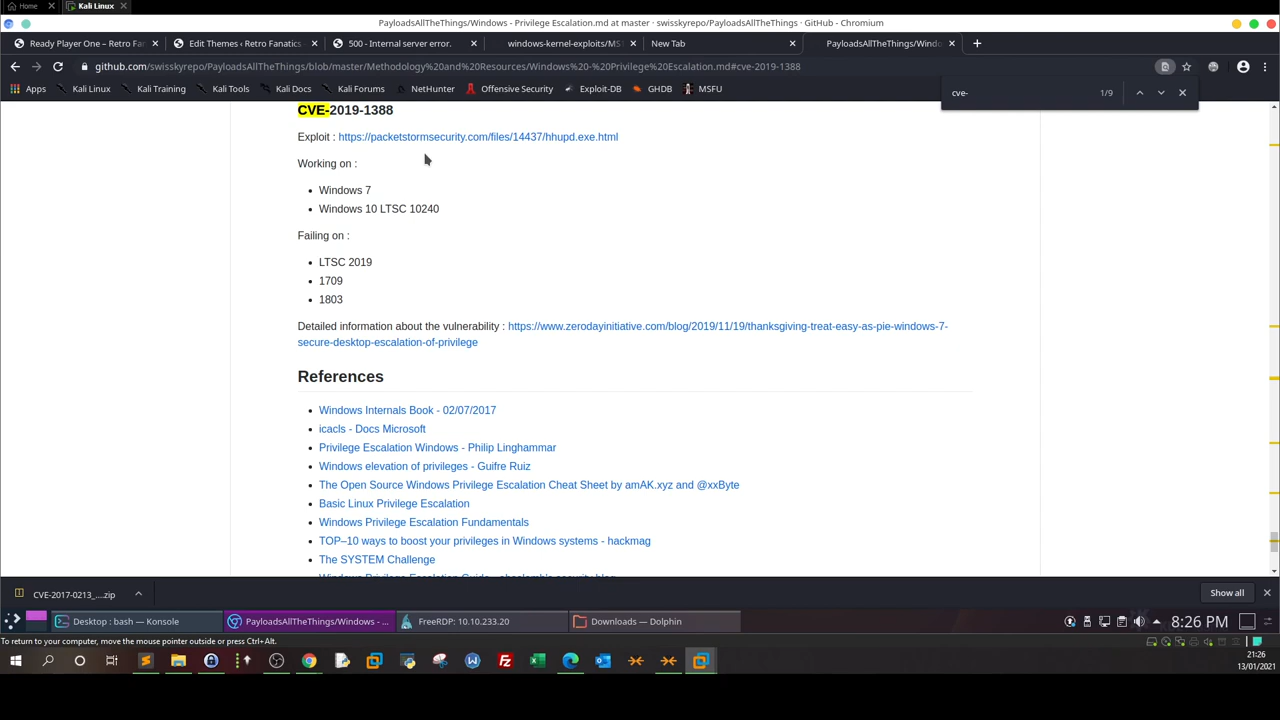 Home
Kali Linux
PayloadsAllTheThings/Windows - Privilege Escalation.md at master · swisskyrepo/PayloadsAllTheThings · GitHub - Chromium
Ready Player One – Retro Fan
Edit Themes ‹ Retro Fanatics
500 - Internal server error.
windows-kernel-exploits/MS1
New Tab
PayloadsAllTheThings/Windo
github.com/swisskyrepo/PayloadsAllTheThings/blob/master/Methodology%20and%20Resources/Windows%20-%20Privilege%20Escalation.md#cve-2019-1388
Apps
Kali Linux
Kali Training
Kali Tools
Kali Docs
Kali Forums
NetHunter
Offensive Security
Exploit-DB
GHDB
MSFU
cve-
1/9
CVE-2019-1388
Exploit : https://packetstormsecurity.com/files/14437/hhupd.exe.html
Working on :
Windows 7
Windows 10 LTSC 10240
Failing on :
LTSC 2019
1709
1803
Detailed information about the vulnerability : https://www.zerodayinitiative.com/blog/2019/11/19/thanksgiving-treat-easy-as-pie-windows-7-
secure-desktop-escalation-of-privilege
References
Windows Internals Book - 02/07/2017
icacls - Docs Microsoft
Privilege Escalation Windows - Philip Linghammar
Windows elevation of privileges - Guifre Ruiz
The Open Source Windows Privilege Escalation Cheat Sheet by amAK.xyz and @xxByte
Basic Linux Privilege Escalation
Windows Privilege Escalation Fundamentals
TOP–10 ways to boost your privileges in Windows systems - hackmag
The SYSTEM Challenge
CVE-2017-0213_....zip
Show all
Desktop : bash — Konsole
PayloadsAllTheThings/Windows - ...
FreeRDP: 10.10.233.20
Downloads — Dolphin
8:26 PM
To return to your computer, move the mouse pointer outside or press Ctrl+Alt.
21:26
13/01/2021